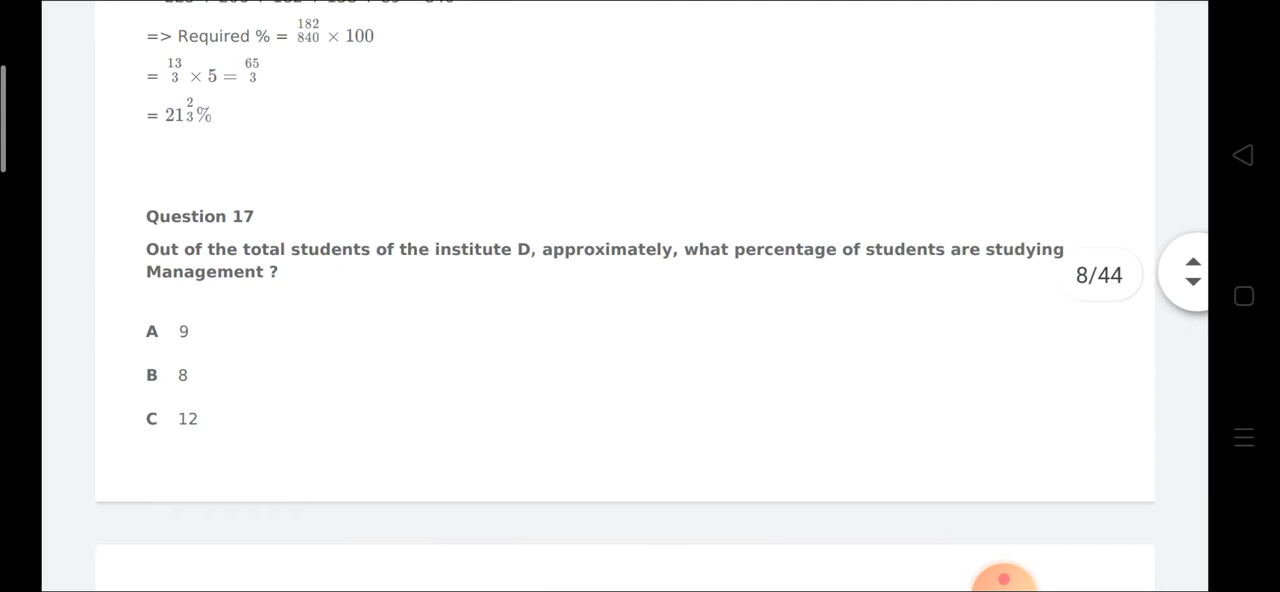 => Required % = 182/840 × 100
= 13/3 × 5 = 65/3
= 21 2/3 %
Question 17
Out of the total students of the institute D, approximately, what percentage of students are studying
Management ?
8/44
A 9
B 8
C 12